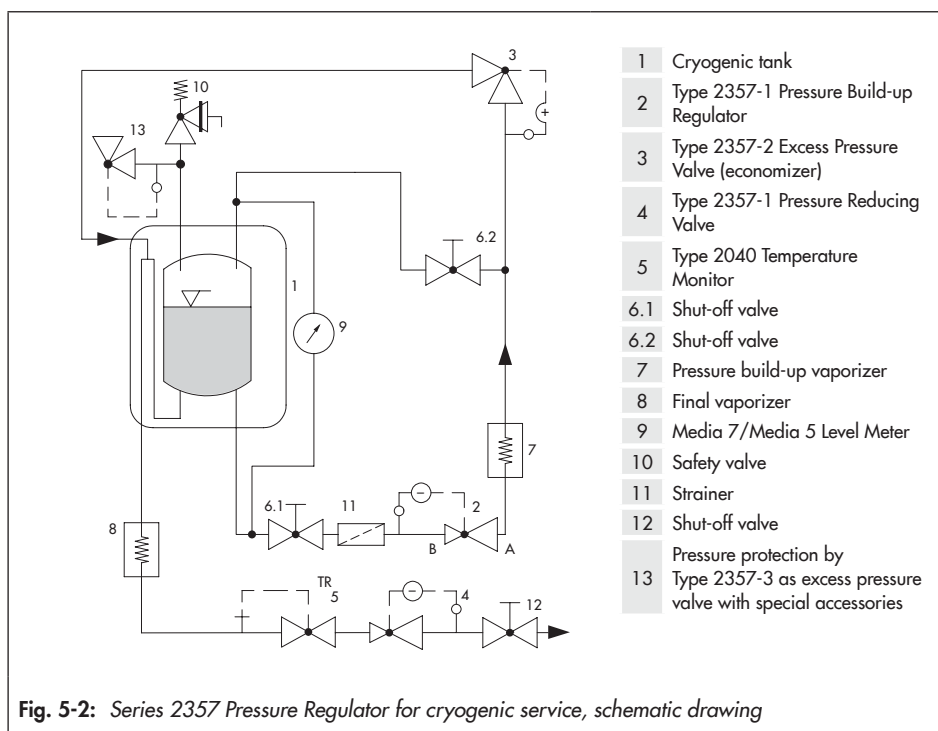 3
10
13
6.2
1
9
7
6.1
11
2
B
A
8
TR
5
4
12
1 Cryogenic tank
2 Type 2357-1 Pressure Build-up
Regulator
3 Type 2357-2 Excess Pressure
Valve (economizer)
4 Type 2357-1 Pressure Reducing
Valve
5 Type 2040 Temperature
Monitor
6.1 Shut-off valve
6.2 Shut-off valve
7 Pressure build-up vaporizer
8 Final vaporizer
9 Media 7/Media 5 Level Meter
10 Safety valve
11 Strainer
12 Shut-off valve
13 Pressure protection by
Type 2357-3 as excess pressure
valve with special accessories
Fig. 5-2: Series 2357 Pressure Regulator for cryogenic service, schematic drawing